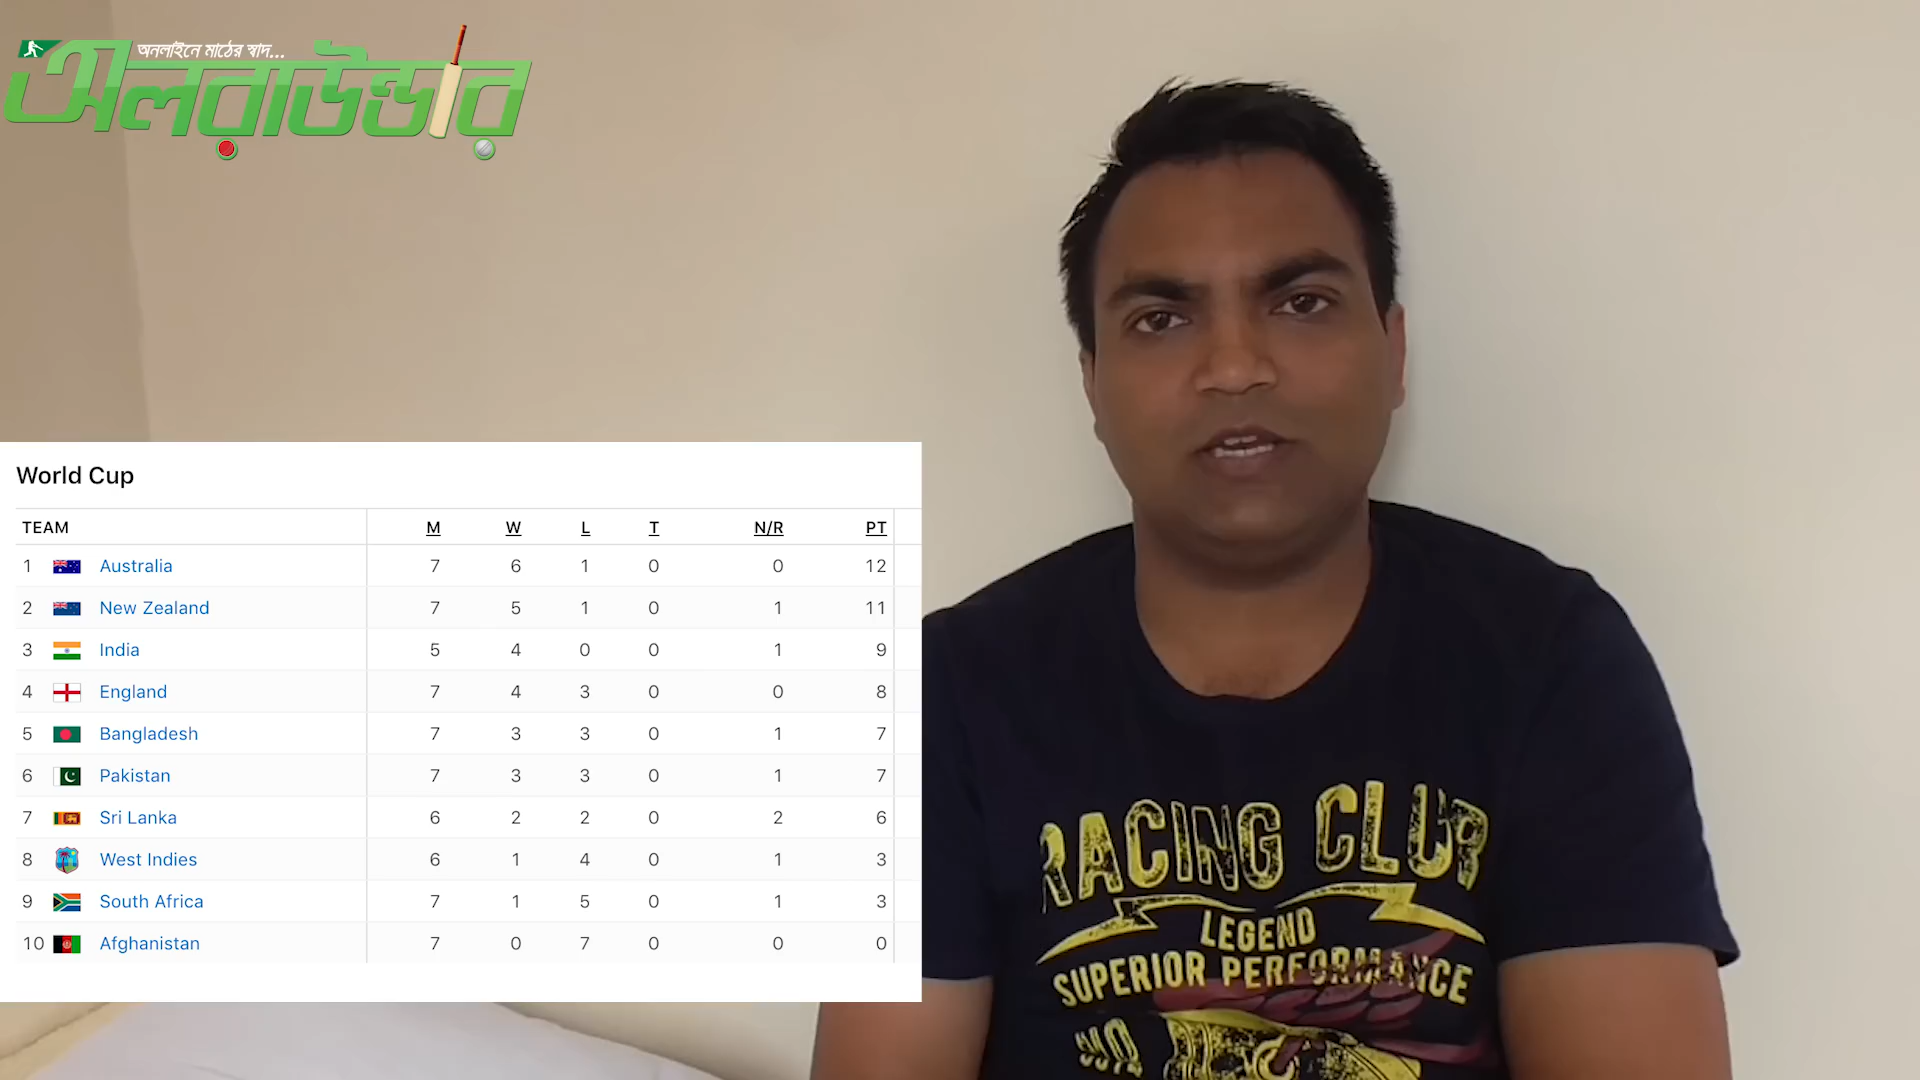 অনলাইনে মাঠের স্বাদ...
অলরাউন্ডার
World Cup
TEAM M W L T N/R PT
1 Australia 7 6 1 0 0 12
2 New Zealand 7 5 1 0 1 11
3 India 5 4 0 0 1 9
4 England 7 4 3 0 0 8
5 Bangladesh 7 3 3 0 1 7
6 Pakistan 7 3 3 0 1 7
7 Sri Lanka 6 2 2 0 2 6
8 West Indies 6 1 4 0 1 3
9 South Africa 7 1 5 0 1 3
10 Afghanistan 7 0 7 0 0 0
RACING CLUB
LEGEND
SUPERIOR PERFORMANCE